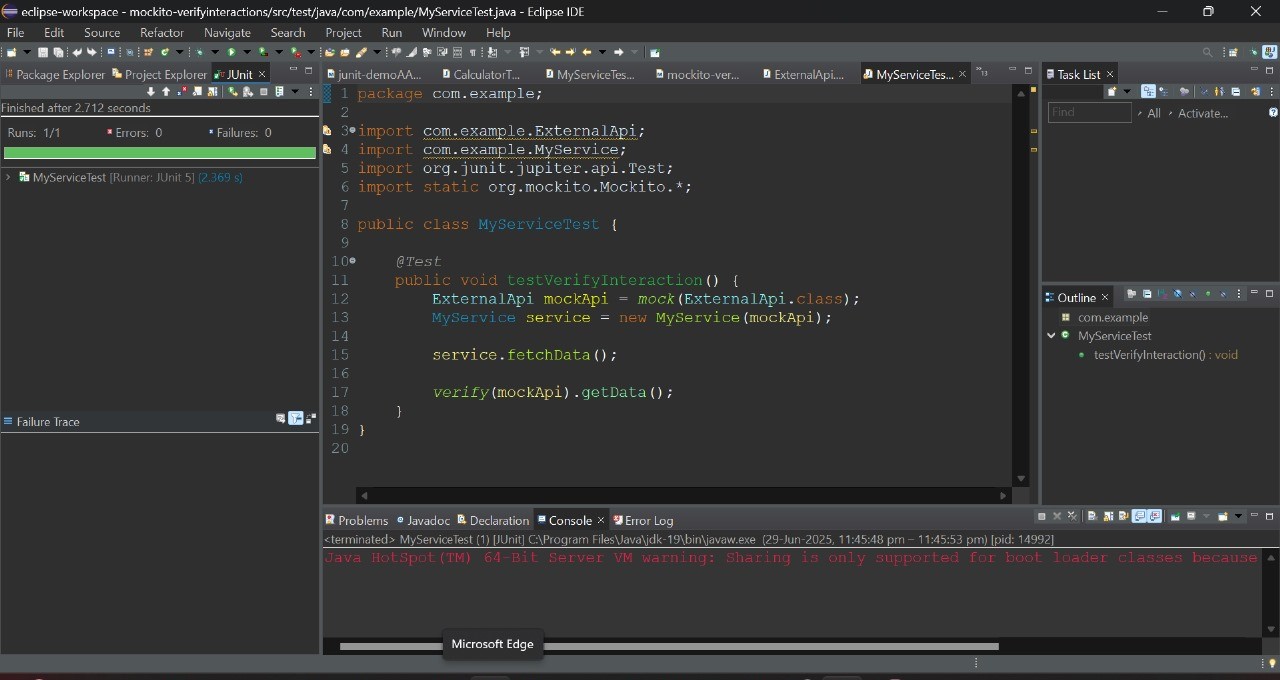 eclipse-workspace - mockito-verifyinteractions/src/test/java/com/example/MyServiceTest.java - Eclipse IDE
File Edit Source Refactor Navigate Search Project Run Window Help
Package Explorer Project Explorer JUnit
Finished after 2.712 seconds
Runs: 1/1 Errors: 0 Failures: 0
MyServiceTest [Runner: JUnit 5] (2.369 s)
Failure Trace
junit-demoAA... CalculatorT... MyServiceTes... mockito-ver... ExternalApi.... MyServiceTes... 13
1 package com.example;
2
3 import com.example.ExternalApi;
4 import com.example.MyService;
5 import org.junit.jupiter.api.Test;
6 import static org.mockito.Mockito.*;
7
8 public class MyServiceTest {
9
10 @Test
11 public void testVerifyInteraction() {
12 ExternalApi mockApi = mock(ExternalApi.class);
13 MyService service = new MyService(mockApi);
14
15 service.fetchData();
16
17 verify(mockApi).getData();
18 }
19 }
20
Task List
Find All Activate...
Outline
com.example
MyServiceTest
testVerifyInteraction() : void
Problems Javadoc Declaration Console Error Log
<terminated> MyServiceTest (1) [JUnit] C:\Program Files\Java\jdk-19\bin\javaw.exe (29-Jun-2025, 11:45:48 pm – 11:45:53 pm) [pid: 14992]
Java HotSpot(TM) 64-Bit Server VM warning: Sharing is only supported for boot loader classes because
Microsoft Edge